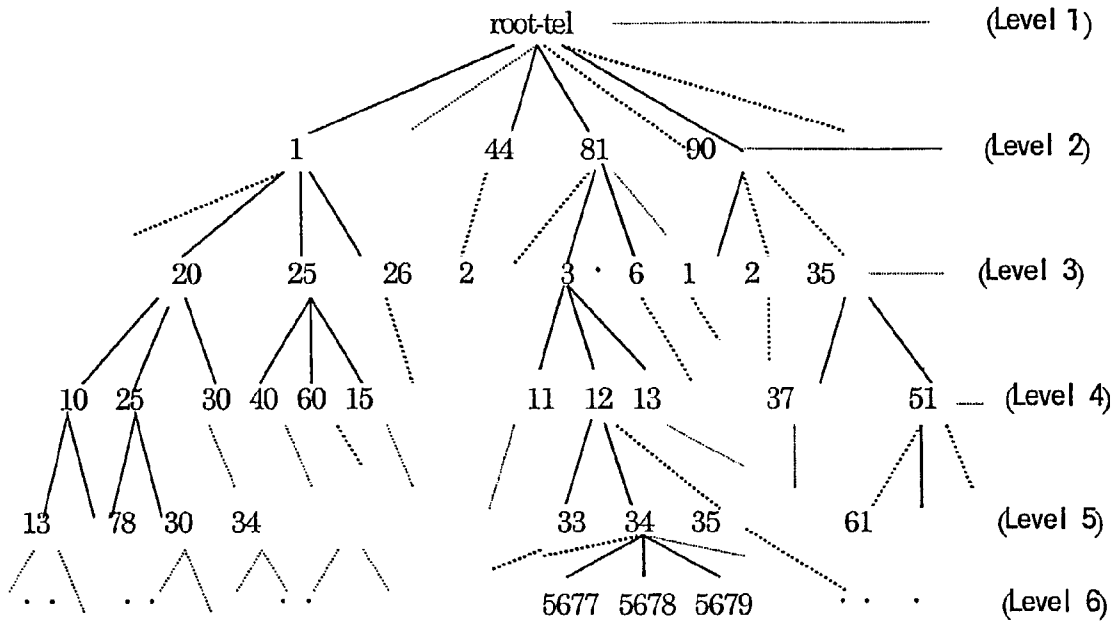 root-tel (Level 1)
1 44 81 90 (Level 2)
20 25 26 2 3 6 1 2 35 (Level 3)
10 25 30 40 60 15 11 12 13 37 51 (Level 4)
13 78 30 34 33 34 35 61 (Level 5)
5677 5678 5679 (Level 6)